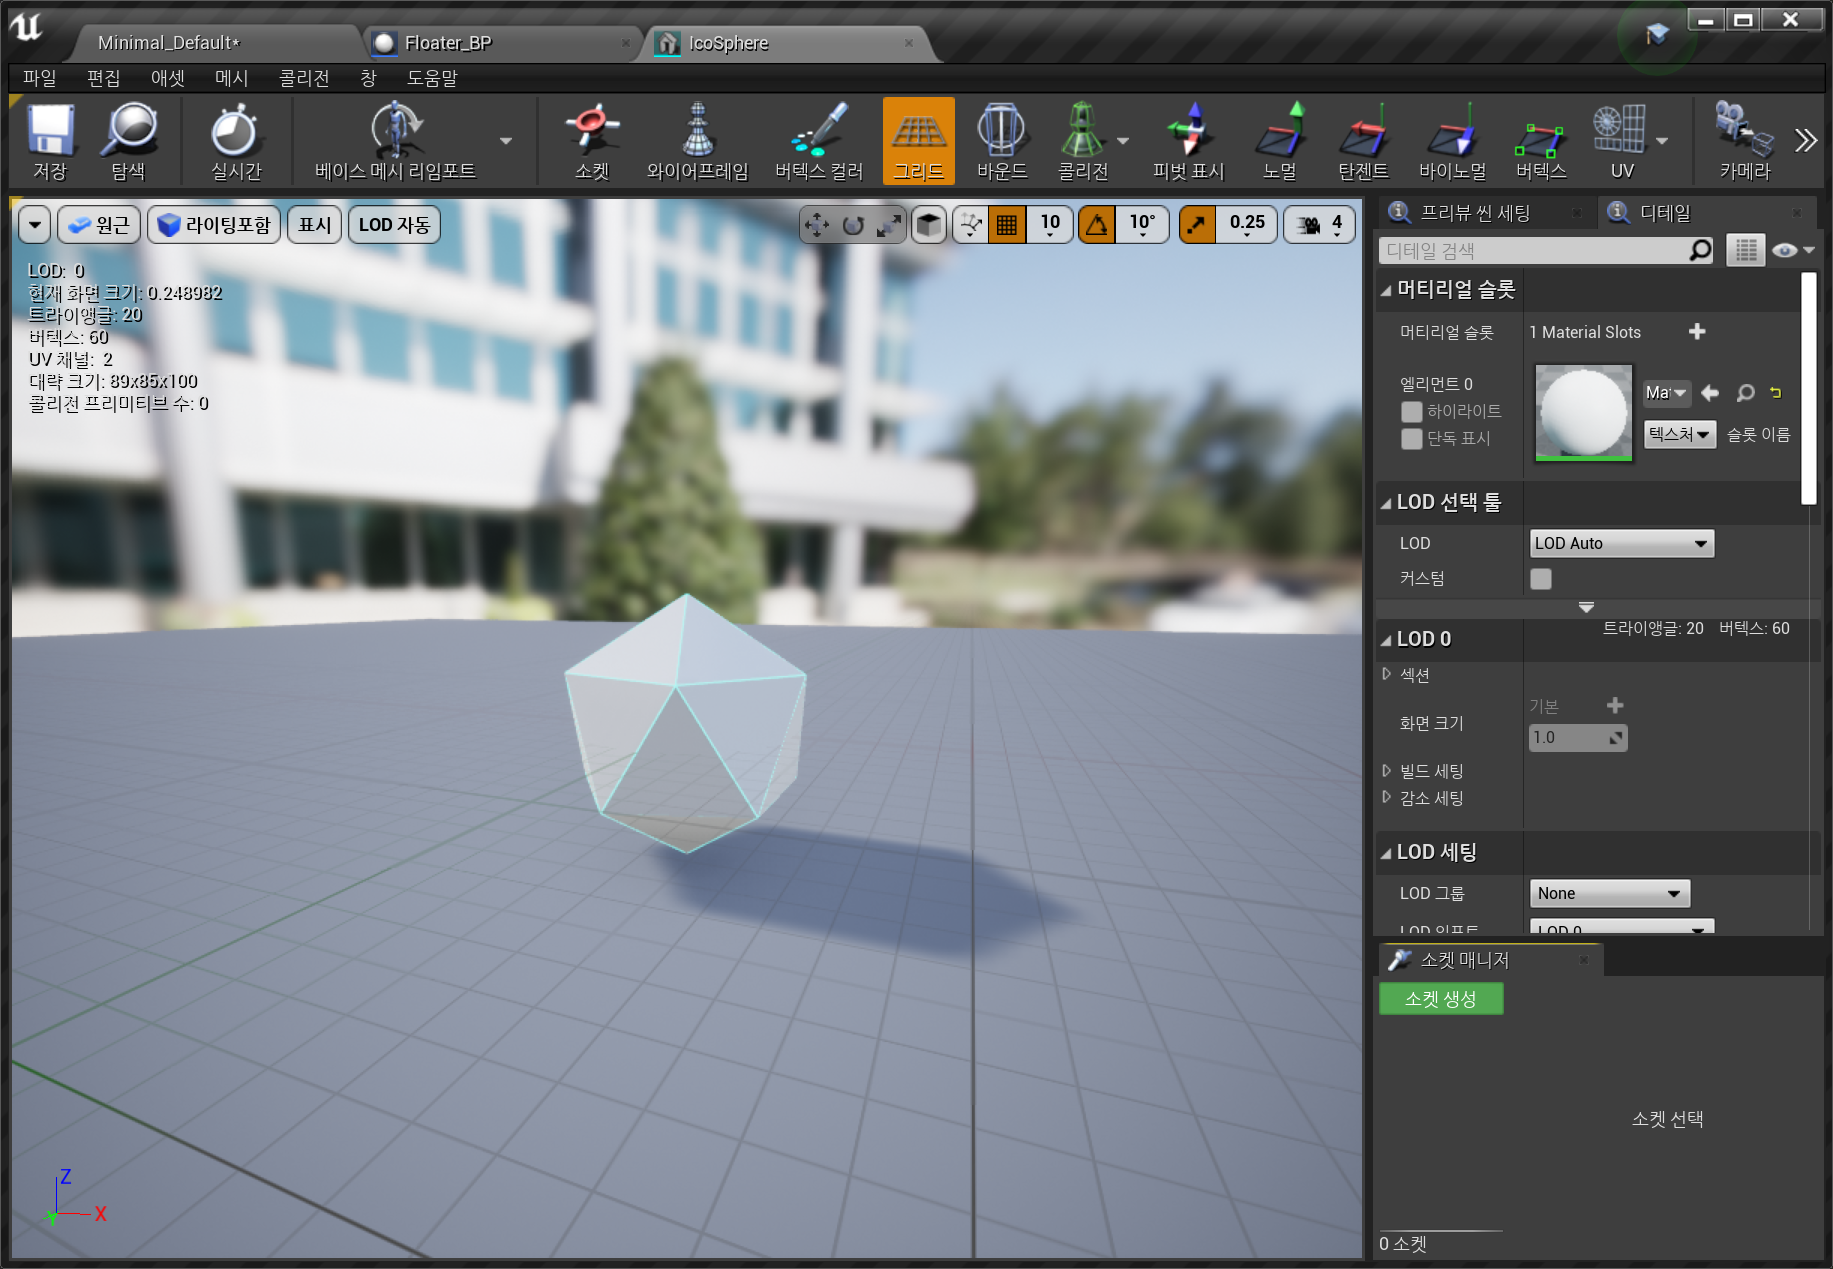 Minimal_Default*
Floater_BP
IcoSphere
파일 편집 애셋 메시 콜리전 창 도움말
저장 탐색 실시간 베이스 메시 리임포트 소켓 와이어프레임 버텍스 컬러 그리드 바운드 콜리전 피벗 표시 노멀 탄젠트 바이노멀 버텍스 UV 카메라
원근 라이팅포함 표시 LOD 자동 10 10° 0.25 4
LOD: 0
현재 화면 크기: 0.248982
트라이앵글: 20
버텍스: 60
UV 채널: 2
대략 크기: 89x85x100
콜리전 프리미티브 수: 0
Z
X
Y
프리뷰 씬 세팅 디테일
디테일 검색
머티리얼 슬롯
머티리얼 슬롯 1 Material Slots
엘리먼트 0
하이라이트
단독 표시
Mat
텍스처 슬롯 이름
LOD 선택 툴
LOD LOD Auto
커스텀
LOD 0 트라이앵글: 20 버텍스: 60
섹션
기본
화면 크기 1.0
빌드 세팅
감소 세팅
LOD 세팅
LOD 그룹 None
LOD 임포트 LOD 0
소켓 매니저
소켓 생성
소켓 선택
0 소켓